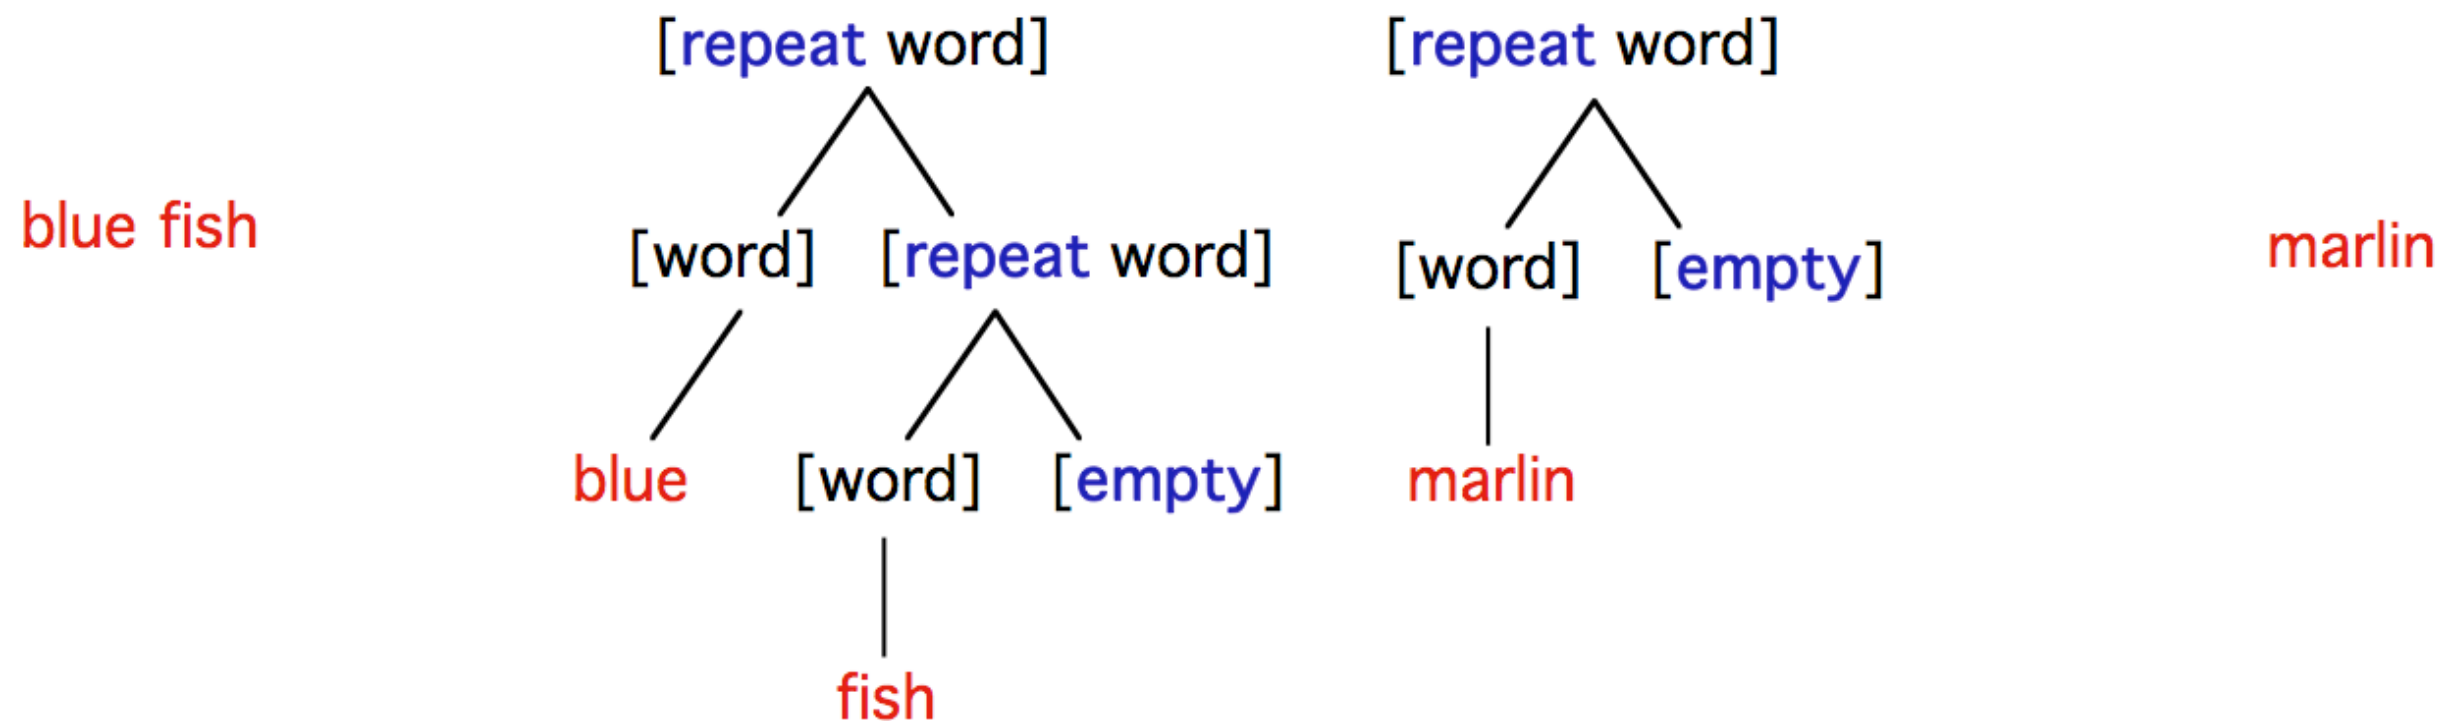 [repeat word] [repeat word]
blue fish
marlin
[word] [repeat word] [word] [empty]
blue [word] [empty] marlin
fish